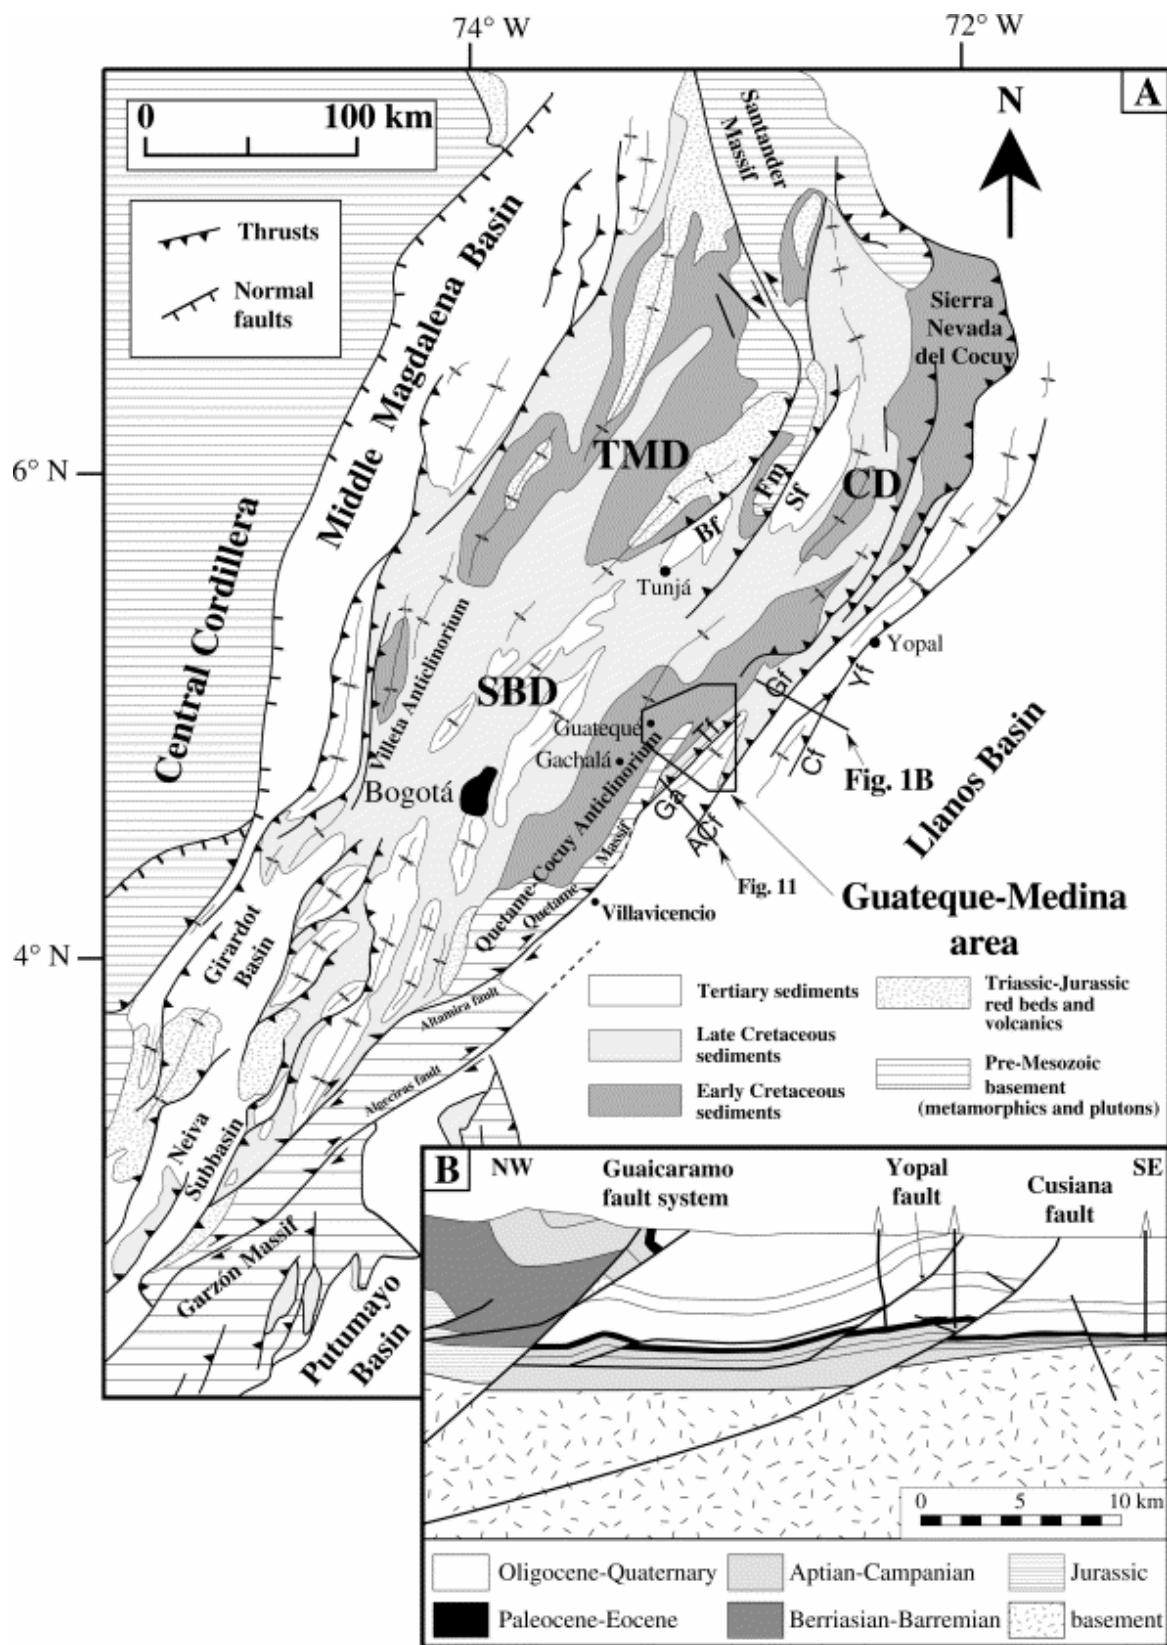 74° W
72° W
A
0
100 km
N
Thrusts
Normal
faults
Santander
Massif
Middle Magdalena Basin
Sierra
Nevada
del Cocuy
6° N
TMD
Fm
Sf
CD
Bf
Tunjá
Central Cordillera
Villeta Anticlinorium
SBD
Yopal
Yf
Gf
Guateque
Tf
Gachalá
Cf
Fig. 1B
Llanos Basin
Bogotá
Ga
ACf
Quetame-Cocuy Anticlinorium
Quetame
Massif
Fig. 11
Villavicencio
Guateque-Medina
area
4° N
Girardot
Basin
Altamira fault
Algeciras fault
Neiva
Subbasin
Garzón Massif
Putumayo
Basin
Tertiary sediments
Late Cretaceous
sediments
Early Cretaceous
sediments
Triassic-Jurassic
red beds and
volcanics
Pre-Mesozoic
basement
(metamorphics and plutons)
B
NW
Guaicaramo
fault system
Yopal
fault
Cusiana
fault
SE
0 5 10 km
Oligocene-Quaternary
Aptian-Campanian
Jurassic
Paleocene-Eocene
Berriasian-Barremian
basement